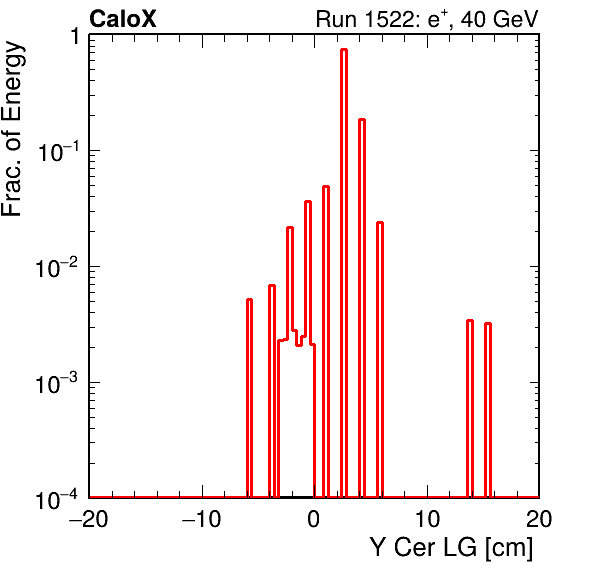 CaloX Run 1522: e⁺, 40 GeV
Frac. of Energy
1
10⁻¹
10⁻²
10⁻³
10⁻⁴
−20 −10 0 10 20
Y Cer LG [cm]